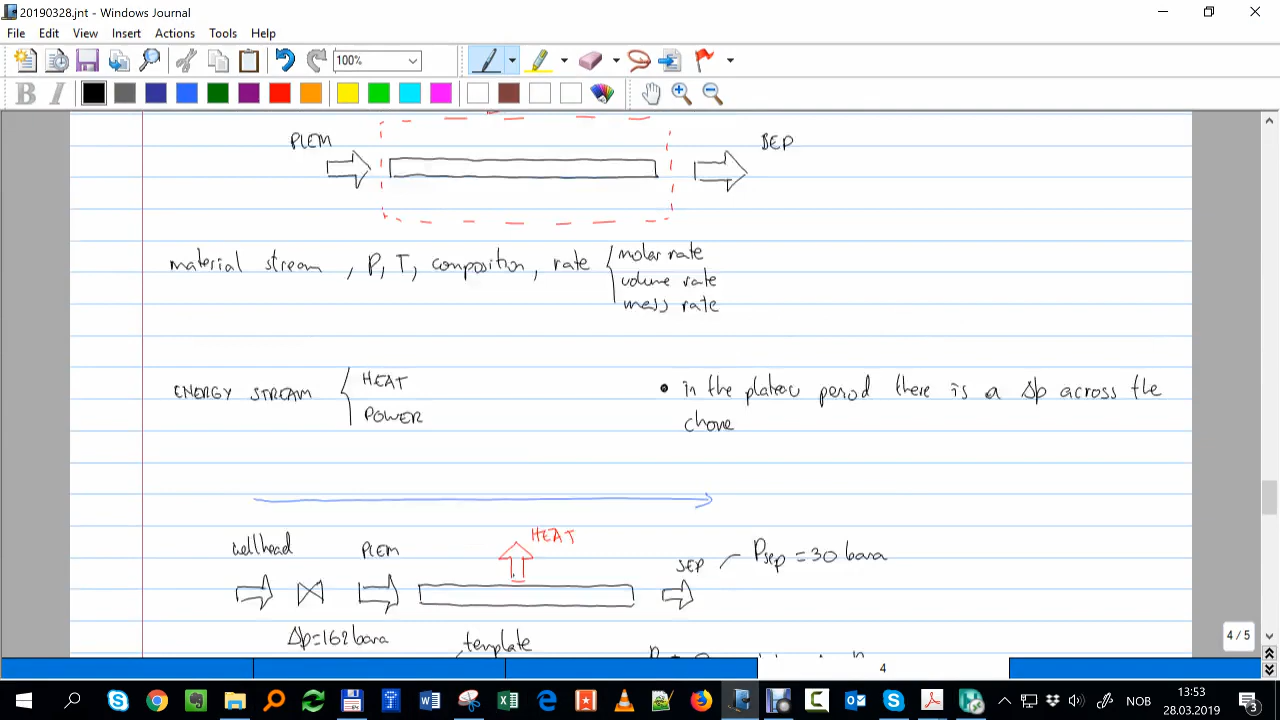 20190328.jnt - Windows Journal
File Edit View Insert Actions Tools Help
100%
B I
PLEM SEP
material stream , P, T, composition, rate
molar rate
volume rate
mass rate
ENERGY STREAM
HEAT
POWER
• in the plateau period there is a Δp across the
choke
HEAT
wellhead PLEM SEP Psep = 30 bara
Δp=162 bara template
4 / 5
4
NOB
13:53
28.03.2019
3